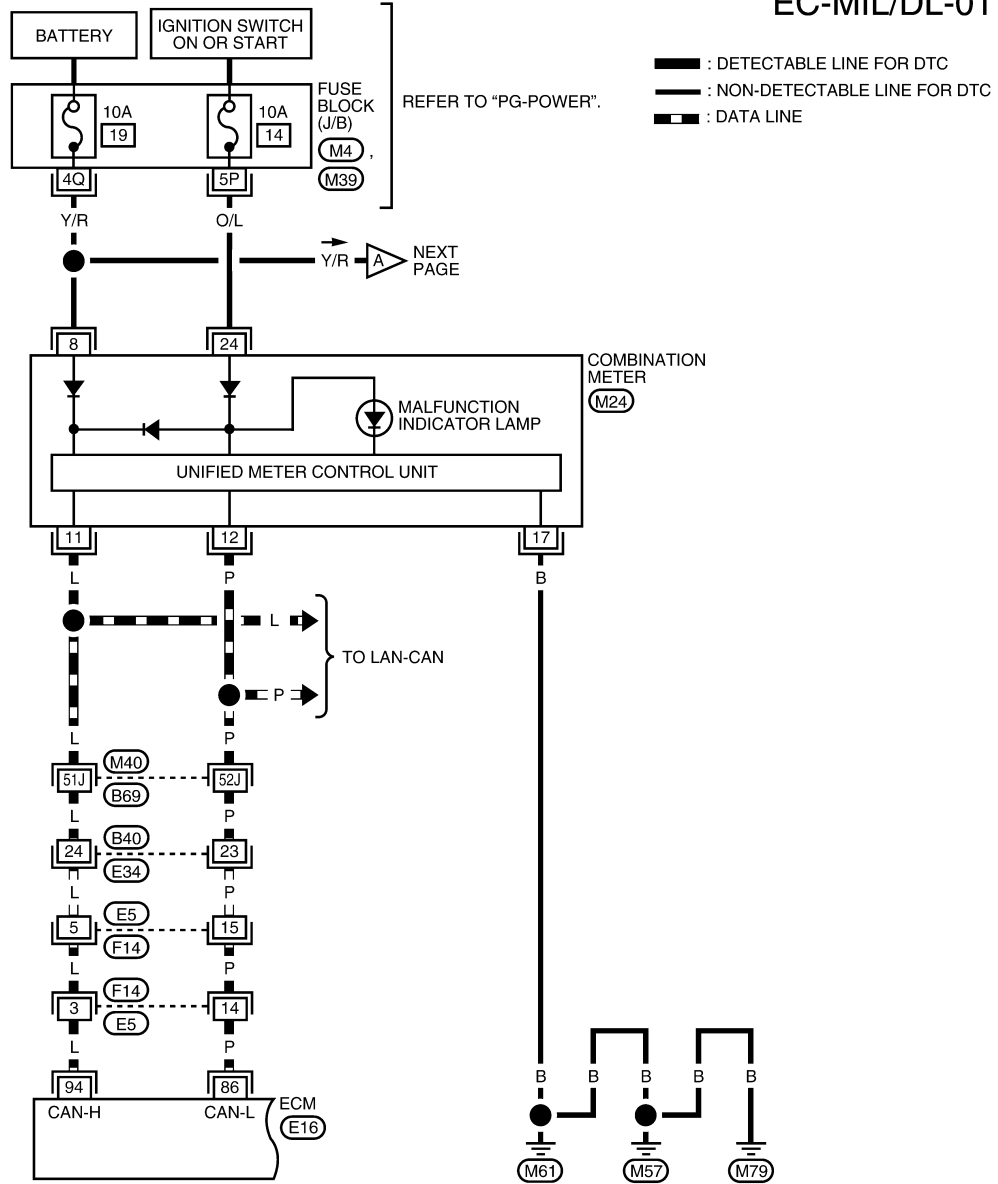 EC-MIL/DL-01
BATTERY
IGNITION SWITCH
ON OR START
: DETECTABLE LINE FOR DTC
: NON-DETECTABLE LINE FOR DTC
: DATA LINE
10A
19
10A
14
FUSE
BLOCK
(J/B)
M4 ,
M39
REFER TO “PG-POWER”.
4Q
5P
Y/R
O/L
Y/R
A
NEXT
PAGE
8
24
COMBINATION
METER
M24
MALFUNCTION
INDICATOR LAMP
UNIFIED METER CONTROL UNIT
11
12
17
L
P
B
L
TO LAN-CAN
P
L
P
51J
M40
B69
52J
L
P
24
B40
E34
23
L
P
5
E5
F14
15
L
P
3
F14
E5
14
L
P
B
B
B
B
B
94
86
CAN-H
CAN-L
ECM
E16
M61
M57
M79